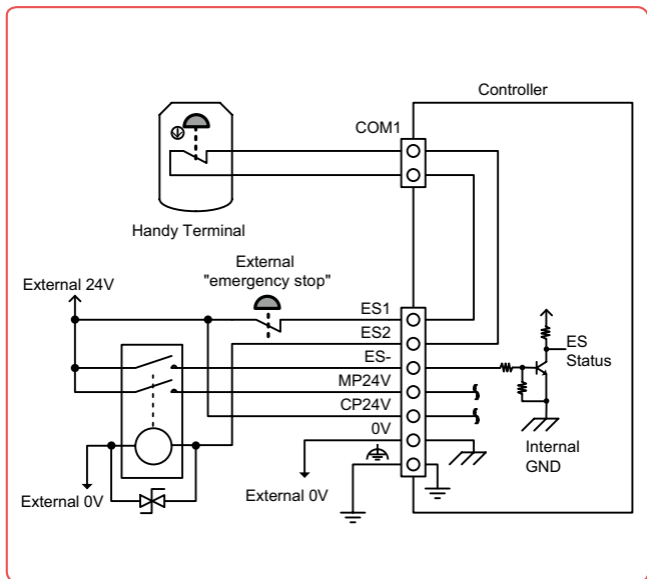 Controller
COM1
Handy Terminal
External
"emergency stop"
External 24V
ES1
ES2
ES-
MP24V
CP24V
0V
ES
Status
Internal
GND
External 0V
External 0V